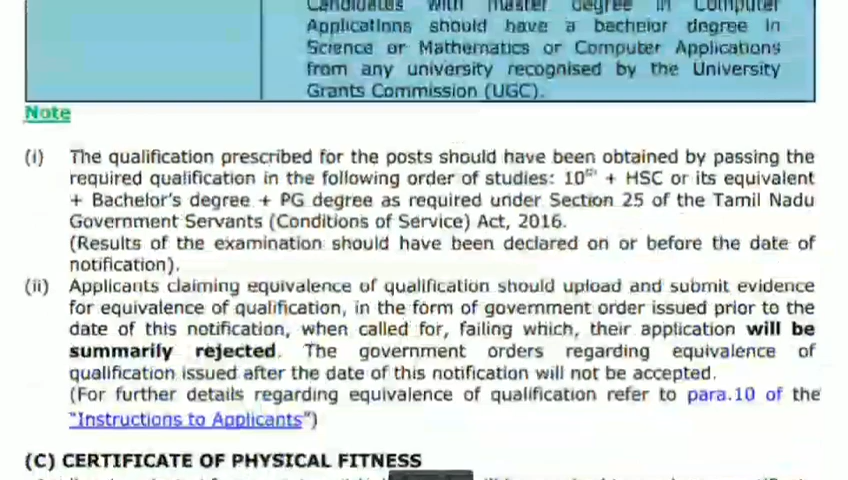 Candidates with master degree in Computer
Applications should have a bachelor degree in
Science or Mathematics or Computer Applications
from any university recognised by the University
Grants Commission (UGC).
Note
(i) The qualification prescribed for the posts should have been obtained by passing the
required qualification in the following order of studies: 10th + HSC or its equivalent
+ Bachelor's degree + PG degree as required under Section 25 of the Tamil Nadu
Government Servants (Conditions of Service) Act, 2016.
(Results of the examination should have been declared on or before the date of
notification).
(ii) Applicants claiming equivalence of qualification should upload and submit evidence
for equivalence of qualification, in the form of government order issued prior to the
date of this notification, when called for, failing which, their application will be
summarily rejected. The government orders regarding equivalence of
qualification issued after the date of this notification will not be accepted.
(For further details regarding equivalence of qualification refer to para.10 of the
"Instructions to Applicants")
(C) CERTIFICATE OF PHYSICAL FITNESS